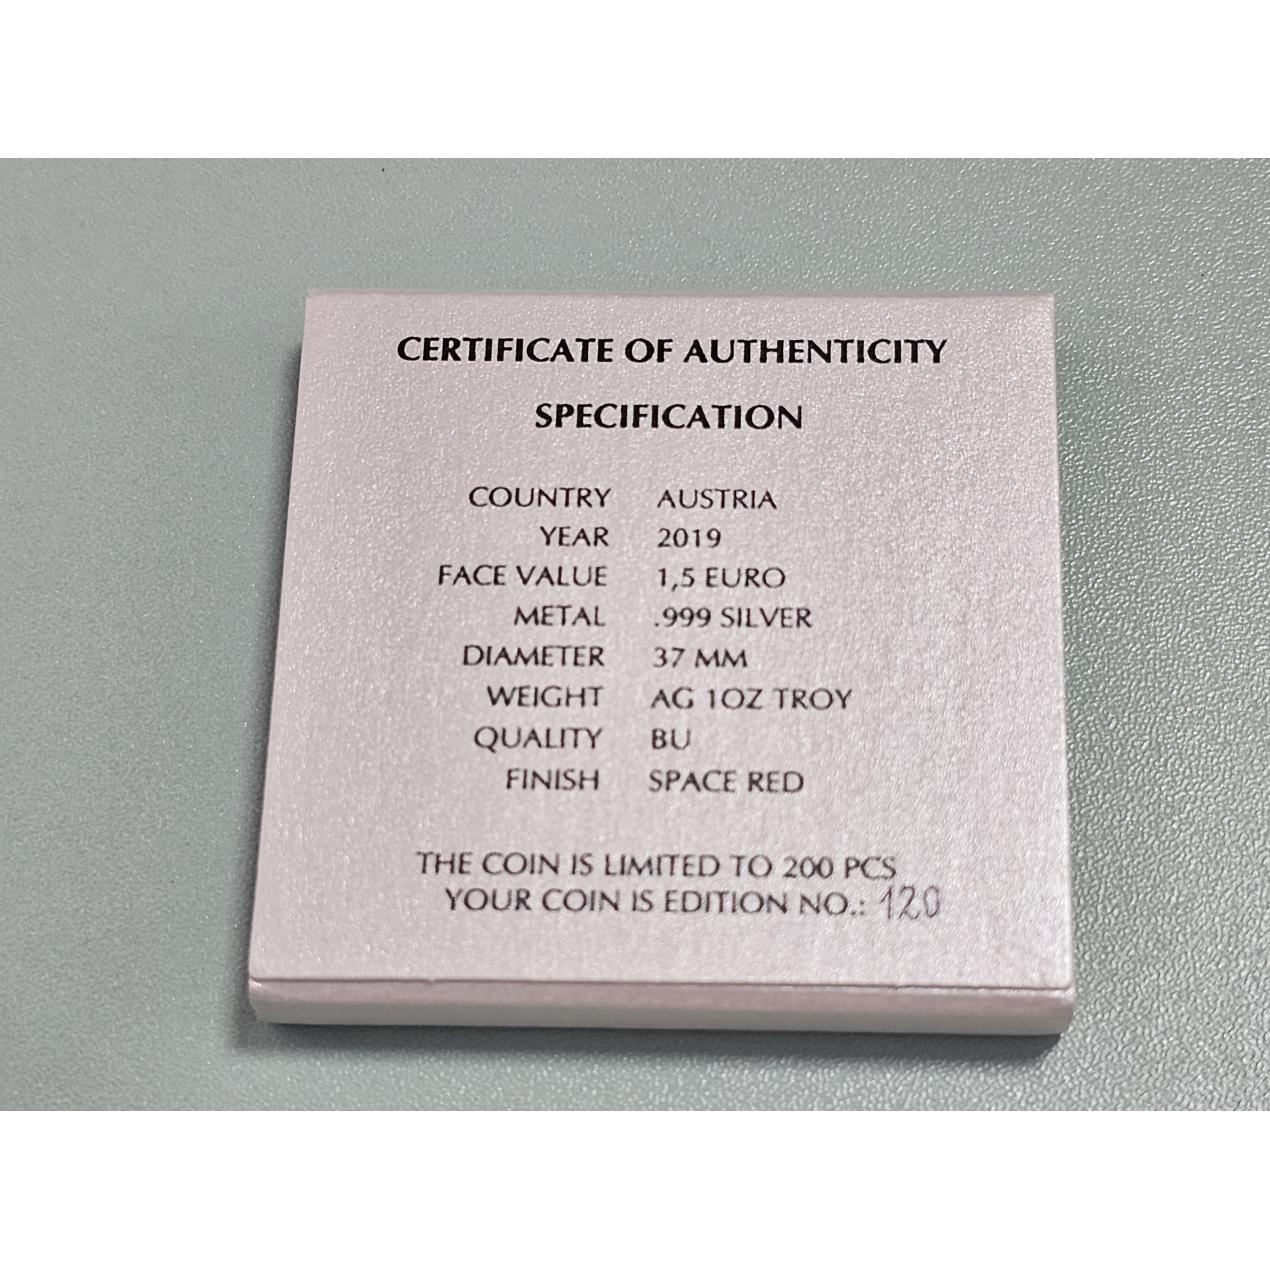 CERTIFICATE OF AUTHENTICITY
SPECIFICATION
COUNTRY AUSTRIA
YEAR 2019
FACE VALUE 1,5 EURO
METAL .999 SILVER
DIAMETER 37 MM
WEIGHT AG 1OZ TROY
QUALITY BU
FINISH SPACE RED
THE COIN IS LIMITED TO 200 PCS
YOUR COIN IS EDITION NO.: 120